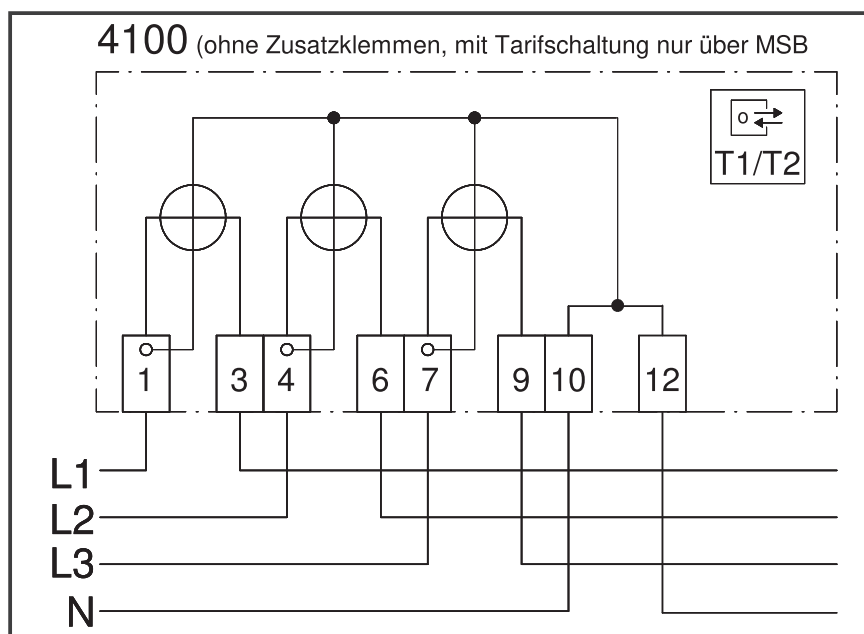 4100 (ohne Zusatzklemmen, mit Tarifschaltung nur über MSB
o
T1/T2
1 3 4 6 7 9 10 12
L1
L2
L3
N